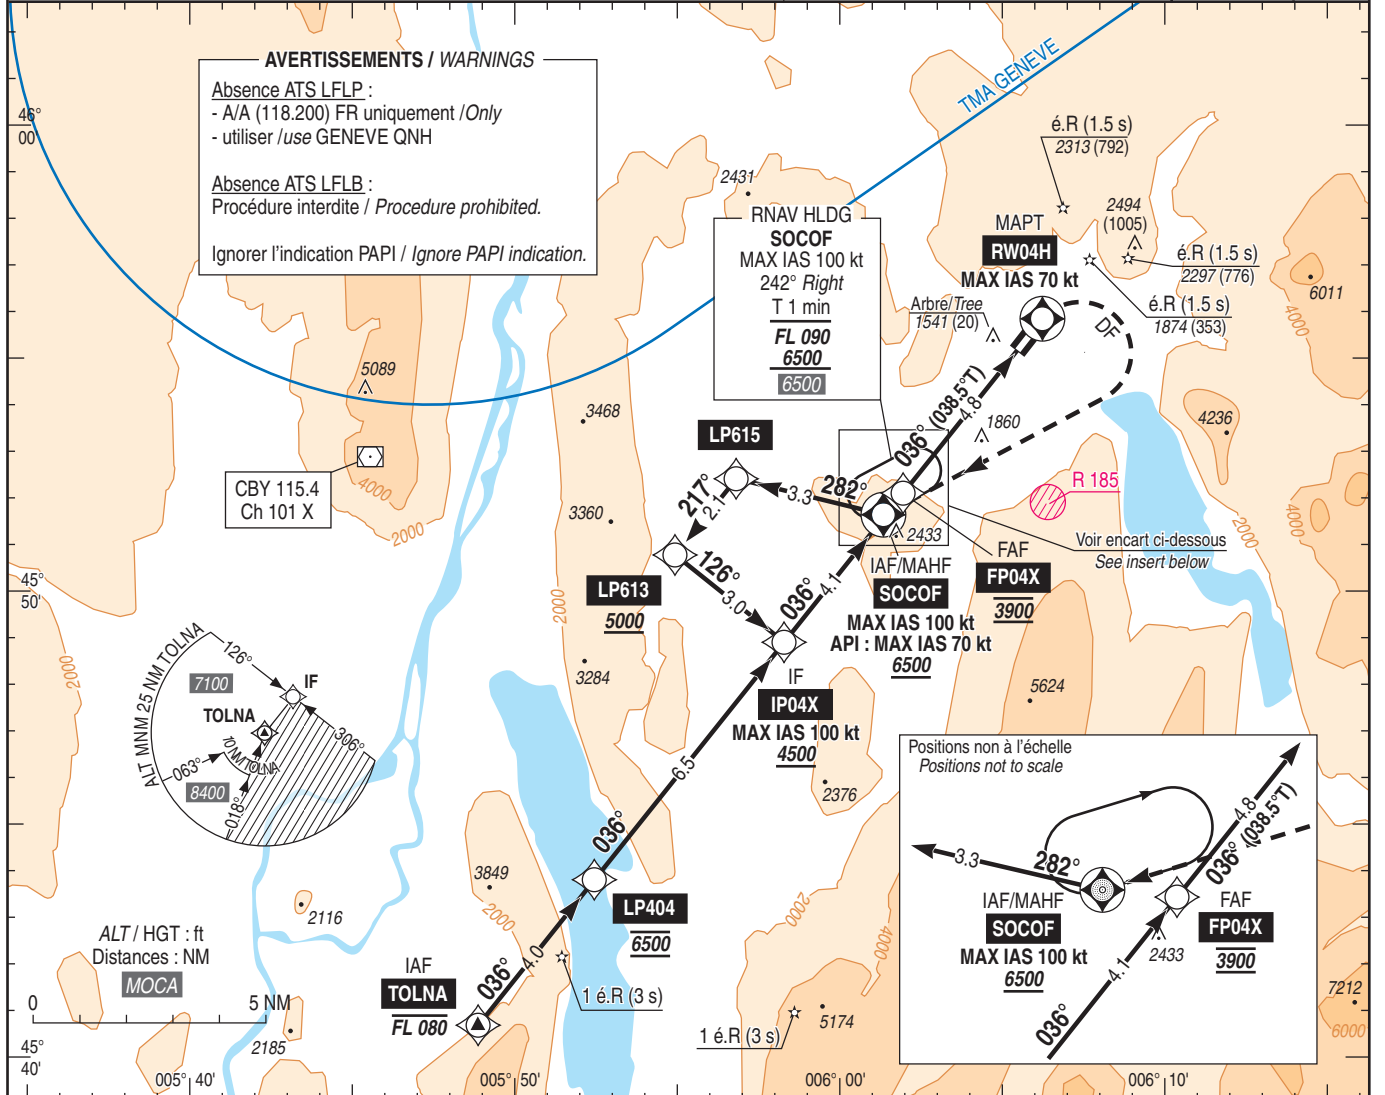 AVERTISSEMENTS / WARNINGS
Absence ATS LFLP :
- A/A (118.200) FR uniquement /Only
- utiliser /use GENEVE QNH
Absence ATS LFLB :
Procédure interdite / Procedure prohibited.
Ignorer l'indication PAPI / Ignore PAPI indication.
46°
00'
TMA GENEVE
é.R (1.5 s)
2313 (792)
2431
RNAV HLDG
SOCOF
MAX IAS 100 kt
242° Right
T 1 min
FL 090
6500
6500
MAPT
RW04H
MAX IAS 70 kt
2494
(1005)
é.R (1.5 s)
2297 (776)
é.R (1.5 s)
1874 (353)
6011
4000
Arbre/Tree
1541 (20)
DF
5089
CBY 115.4
Ch 101 X
4000
2000
3468
3360
LP615
036° (038.5°T)
4.8
1860
4236
R 185
2000
4000
282°
3.3
217°
2.1
2433
Voir encart ci-dessous
See insert below
IAF/MAHF
SOCOF
MAX IAS 100 kt
API : MAX IAS 70 kt
6500
FAF
FP04X
3900
126°
3.0
036°
4.1
LP613
5000
45°
50'
2000
2000
3284
IF
IP04X
MAX IAS 100 kt
4500
5624
2376
ALT MNM 25 NM TOLNA
126°
7100
IF
TOLNA
306°
10 NM TOLNA
063°
8400
018°
6.5
036°
3849
2000
LP404
6500
2116
ALT / HGT : ft
Distances : NM
MOCA
0
5 NM
2185
IAF
TOLNA
FL 080
036°
4.0
1 é.R (3 s)
1 é.R (3 s)
5174
2000
4000
Positions non à l'échelle
Positions not to scale
3.3
282°
4.8
036° (038.5°T)
IAF/MAHF
SOCOF
MAX IAS 100 kt
6500
FAF
FP04X
3900
2433
4.1
036°
7212
6000
45°
40'
005° 40'
005° 50'
006° 00'
006° 10'